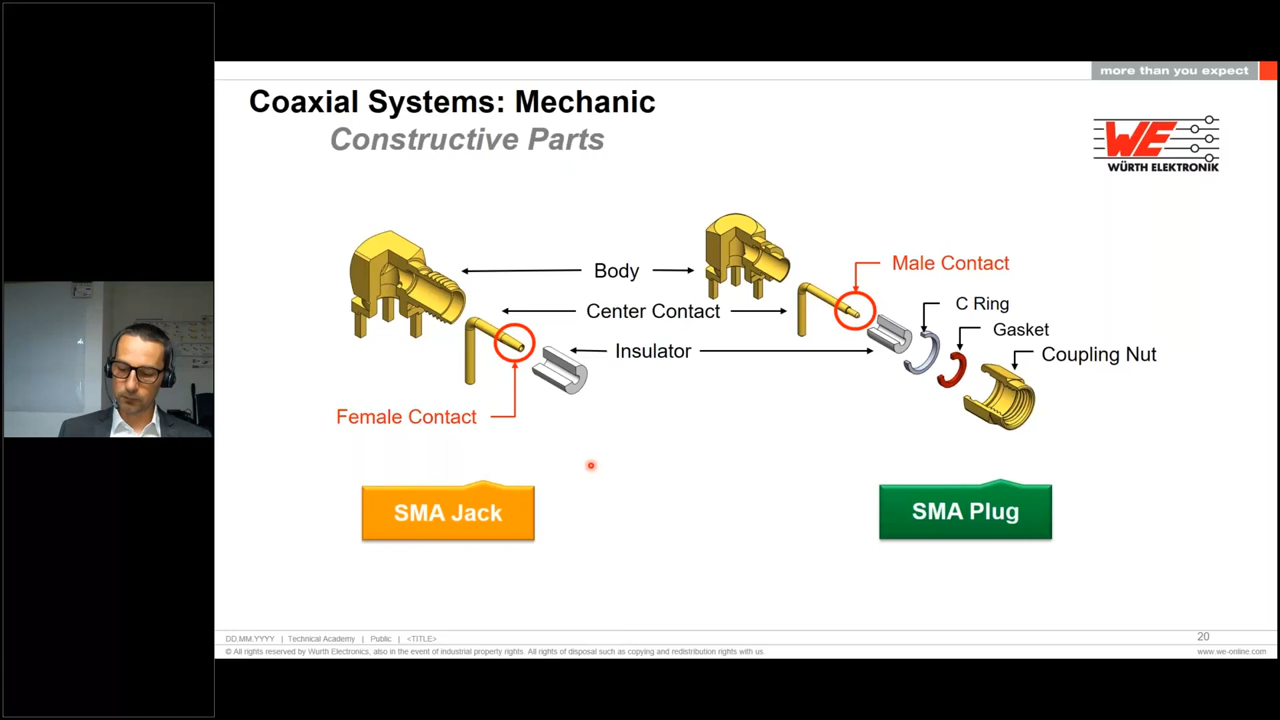 more than you expect
Coaxial Systems: Mechanic
Constructive Parts
WE
WÜRTH ELEKTRONIK
Body
Male Contact
Center Contact
C Ring
Gasket
Insulator
Coupling Nut
Female Contact
SMA Jack
SMA Plug
DD.MM.YYYY | Technical Academy | Public | <TITLE>
20
© All rights reserved by Wurth Electronics, also in the event of industrial property rights. All rights of disposal such as copying and redistribution rights with us.
www.we-online.com